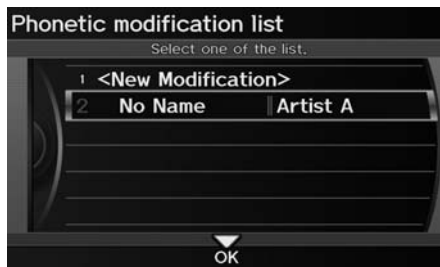 Phonetic modification list
Select one of the list.
1 <New Modification>
2 No Name Artist A
OK